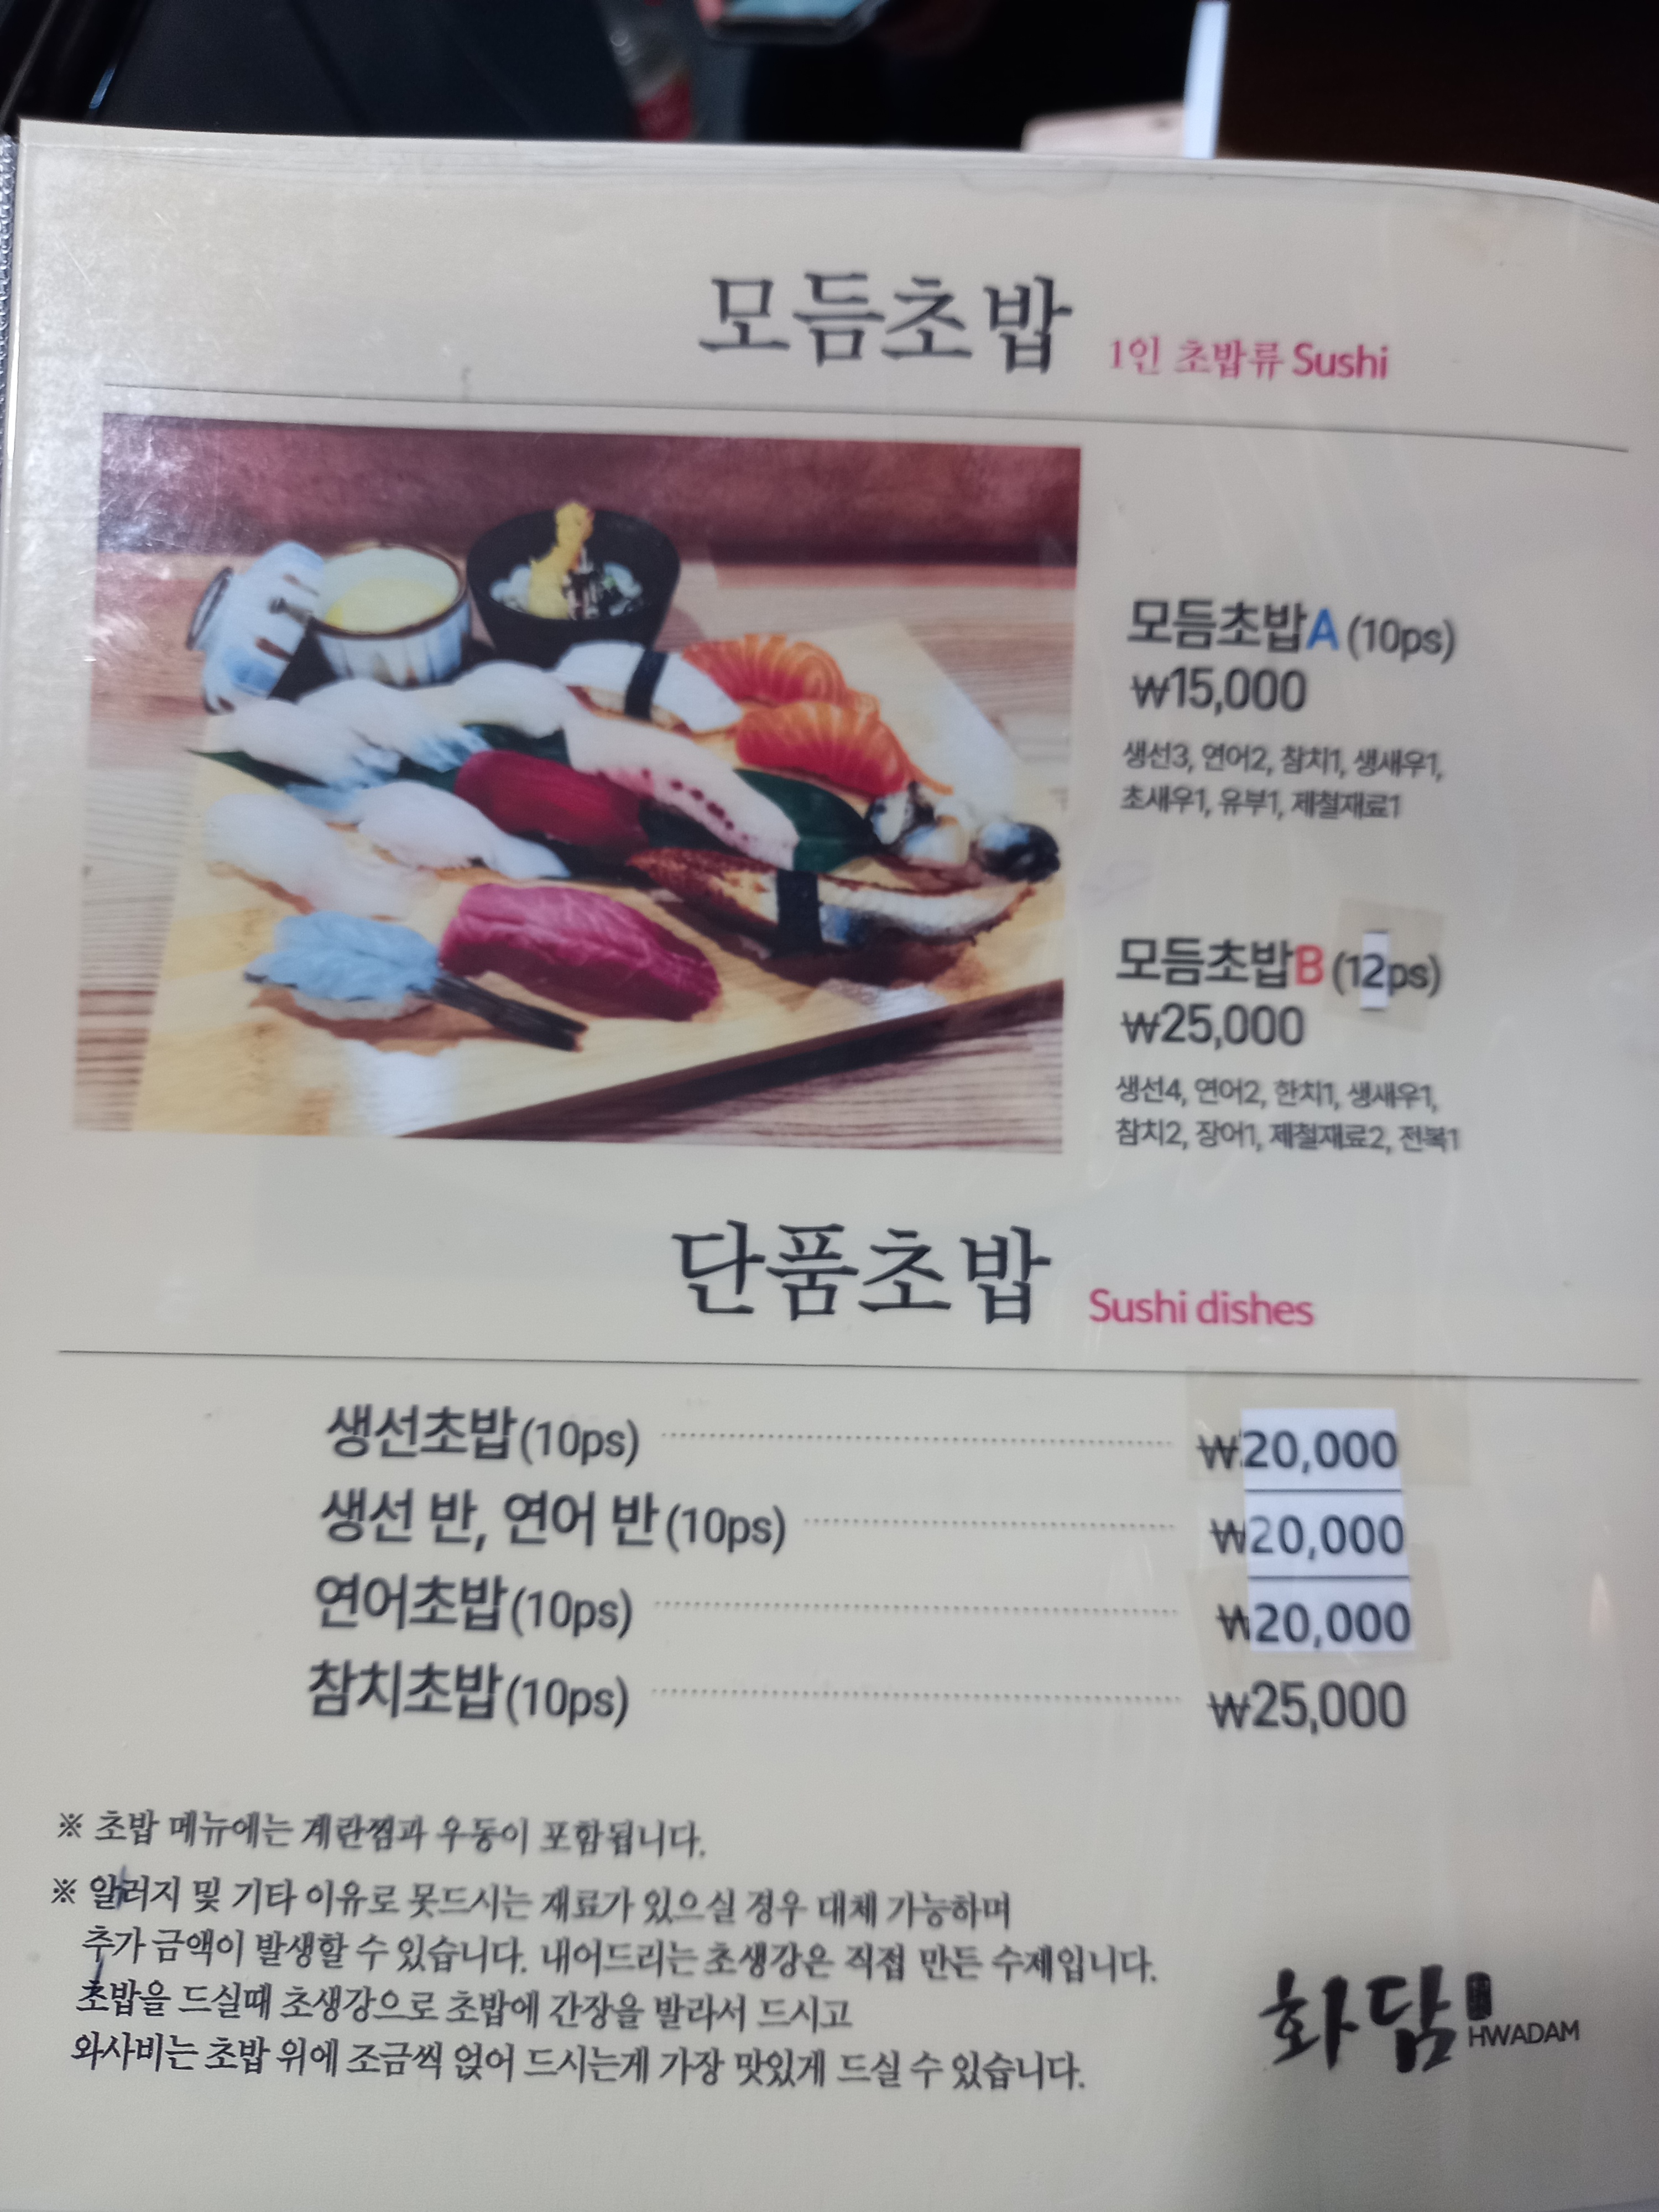 모듬초밥 1인 초밥류 Sushi
모듬초밥A (10ps)
₩15,000
생선3, 연어2, 참치1, 생새우1,
초새우1, 유부1, 제철재료1
모듬초밥B (12ps)
₩25,000
생선4, 연어2, 한치1, 생새우1,
참치2, 장어1, 제철재료2, 전복1
단품초밥 Sushi dishes
생선초밥(10ps) ₩20,000
생선 반, 연어 반(10ps) ₩20,000
연어초밥(10ps) ₩20,000
참치초밥(10ps) ₩25,000
※ 초밥 메뉴에는 계란찜과 우동이 포함됩니다.
※ 알러지 및 기타 이유로 못드시는 재료가 있으실 경우 대체 가능하며
추가 금액이 발생할 수 있습니다. 내어드리는 초생강은 직접 만든 수제입니다.
초밥을 드실때 초생강으로 초밥에 간장을 발라서 드시고
와사비는 초밥 위에 조금씩 얹어 드시는게 가장 맛있게 드실 수 있습니다.
화담 HWADAM